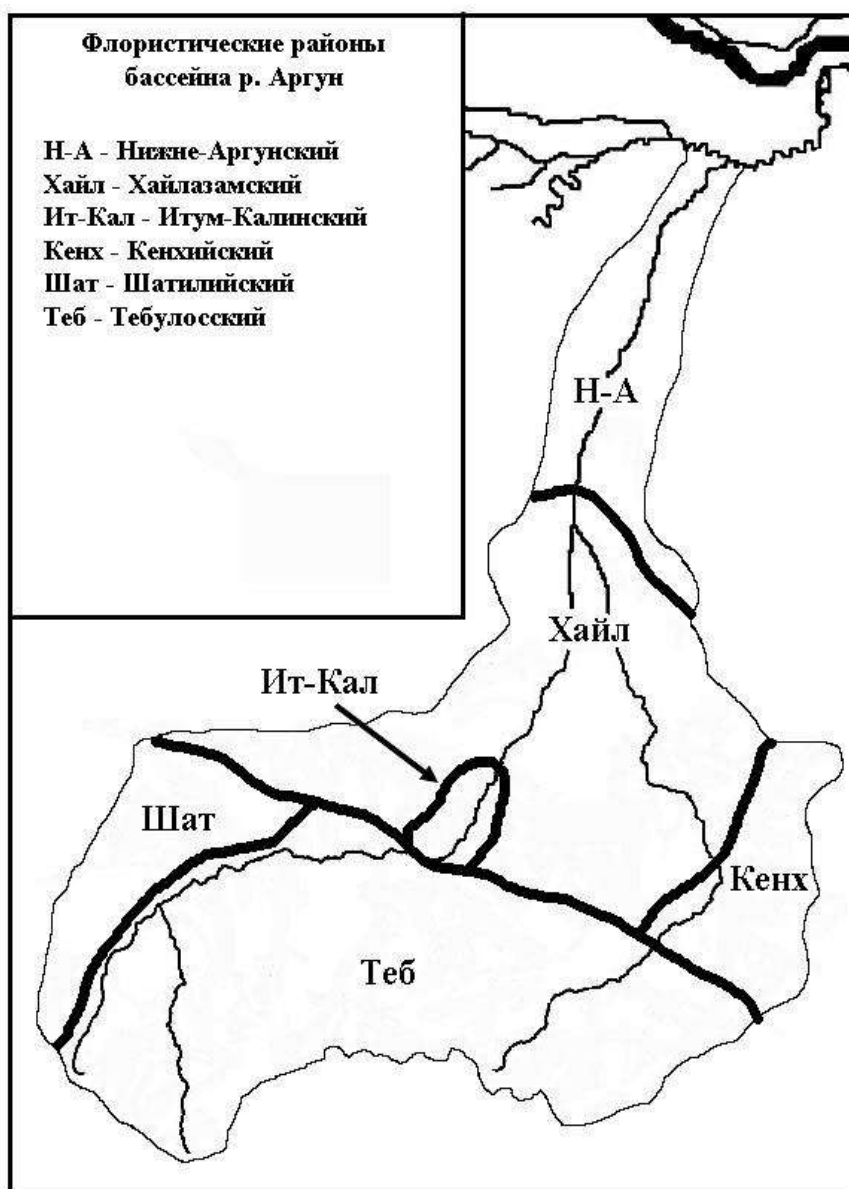 Флористические районы
бассейна р. Аргун
Н-А - Нижне-Аргунский
Хайл - Хайлазамский
Ит-Кал - Итум-Калинский
Кенх - Кенхийский
Шат - Шатилийский
Теб - Тебулосский
Н-А
Хайл
Ит-Кал
Шат
Кенх
Теб